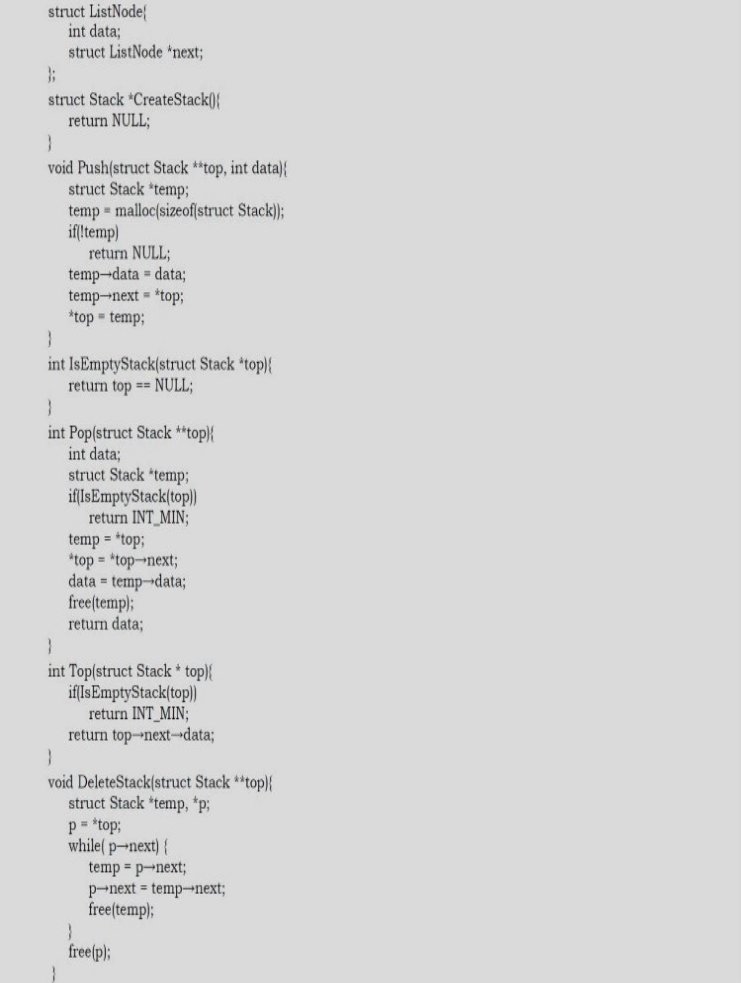 struct ListNode{
int data;
struct ListNode *next;
};
struct Stack *CreateStack(){
return NULL;
}
void Push(struct Stack **top, int data){
struct Stack *temp;
temp = malloc(sizeof(struct Stack));
if(!temp)
return NULL;
temp→data = data;
temp→next = *top;
*top = temp;
}
int IsEmptyStack(struct Stack *top){
return top == NULL;
}
int Pop(struct Stack **top){
int data;
struct Stack *temp;
if(IsEmptyStack(top))
return INT_MIN;
temp = *top;
*top = *top→next;
data = temp→data;
free(temp);
return data;
}
int Top(struct Stack * top){
if(IsEmptyStack(top))
return INT_MIN;
return top→next→data;
}
void DeleteStack(struct Stack **top){
struct Stack *temp, *p;
p = *top;
while( p→next) {
temp = p→next;
p→next = temp→next;
free(temp);
}
free(p);
}